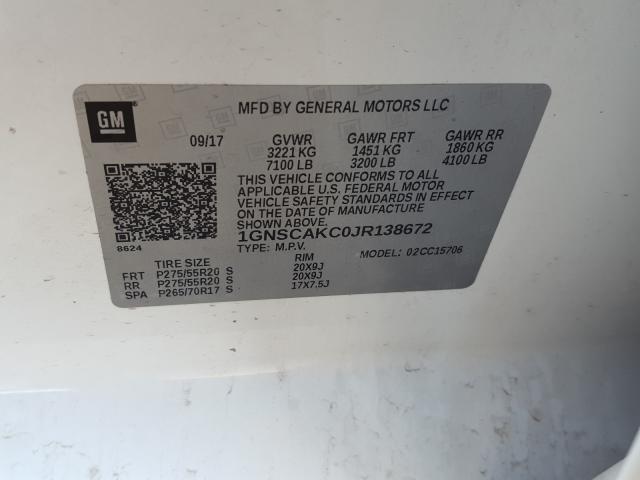 GM
MFD BY GENERAL MOTORS LLC
09/17 GVWR GAWR FRT GAWR RR
3221 KG 1451 KG 1860 KG
7100 LB 3200 LB 4100 LB
THIS VEHICLE CONFORMS TO ALL
APPLICABLE U.S. FEDERAL MOTOR
VEHICLE SAFETY STANDARDS IN EFFECT
ON THE DATE OF MANUFACTURE
SHOWN ABOVE.
1GNSCAKC0JR138672
8624
TYPE: M.P.V. MODEL: 02CC15706
TIRE SIZE RIM
FRT P275/55R20 S 20X9J
RR P275/55R20 S 20X9J
SPA P265/70R17 S 17X7.5J